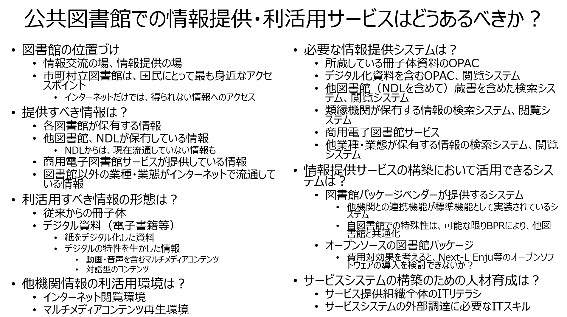 公共図書館での情報提供・利活用サービスはどうあるべきか？
• 図書館の位置づけ
• 情報交流の場、情報提供の場
• 市町村立図書館は、国民にとって最も身近なアクセ
スポイント
• インターネットだけでは、得られない情報へのアクセス
• 提供すべき情報は？
• 各図書館が保有する情報
• 他図書館、NDLが保有している情報
• NDLからは、現在流通していない情報も
• 商用電子図書館サービスが提供している情報
• 図書館以外の業種・業態がインターネットで流通して
いる情報
• 利活用すべき情報の形態は？
• 従来からの冊子体
• デジタル資料（電子書籍等）
• 紙をデジタル化した資料
• デジタルの特性を生かした情報
• 動画・音声を含むマルチメディアコンテンツ
• 対話型のコンテンツ
• 他機関情報の利活用環境は？
• インターネット閲覧環境
• マルチメディアコンテンツ再生環境
• 必要な情報提供システムは？
• 所蔵している冊子体資料のOPAC
• デジタル化資料を含むOPAC、閲覧システム
• 他図書館（NDLを含めて）蔵書を含めた検索シス
テム、閲覧システム
• 類縁機関が保有する情報の検索システム、閲覧シ
ステム
• 商用電子図書館サービス
• 他業種・業態が保有する情報の検索システム、閲覧
システム
• 情報提供サービスの構築において活用できるシス
テムは？
• 図書館パッケージベンダーが提供するシステム
• 他機関との連携機能が標準機能として実装されているシ
ステム
• 自図書館での特殊性は、可能な限りBPRにより、他図
書館と共通化
• オープンソースの図書館パッケージ
• 費用対効果を考えると、Next-L Enju等のオープンソフ
トウェアの導入を検討できないか？
• サービスシステムの構築のための人材育成は？
• サービス提供組織全体のITリテラシ
• サービスシステムの外部調達に必要なITスキル